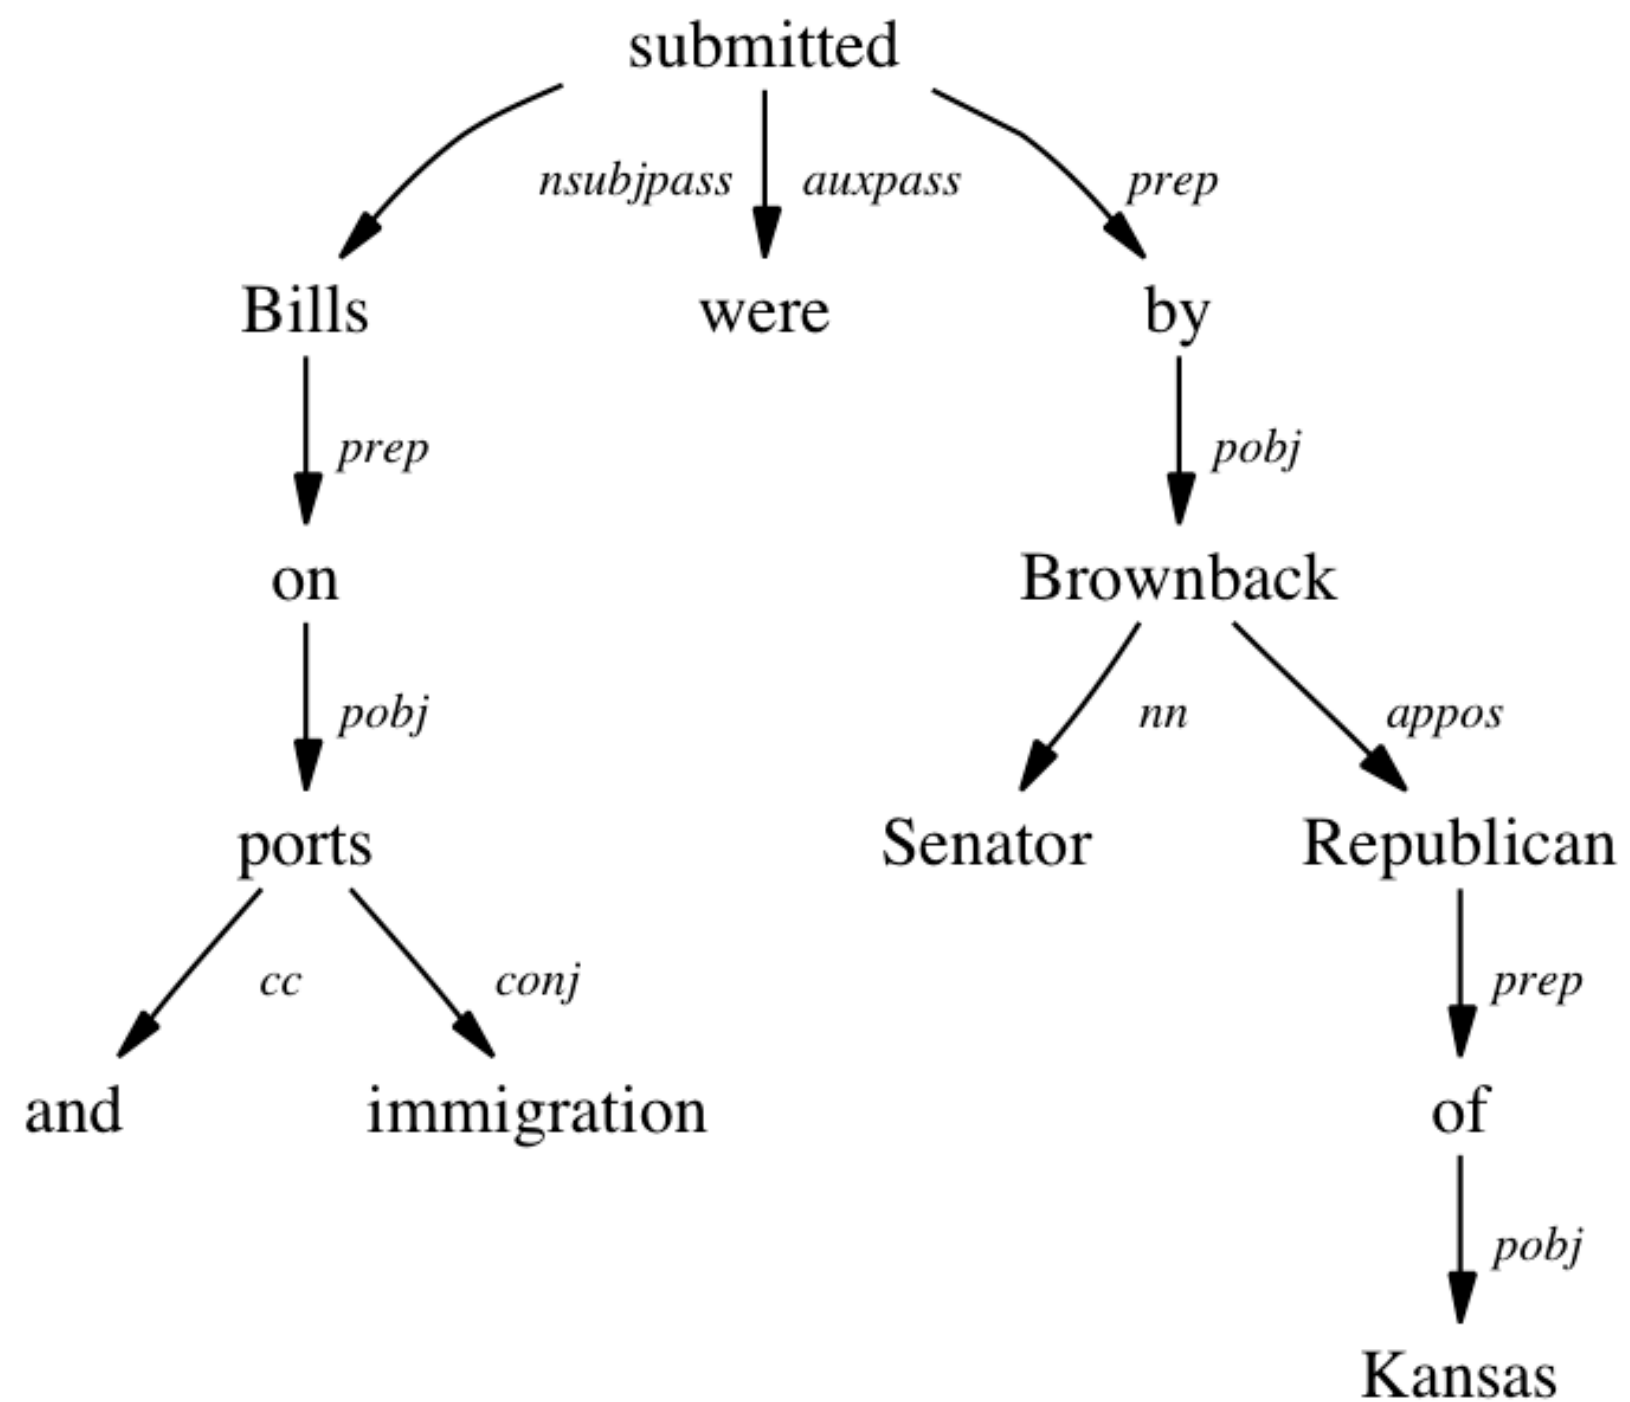 submitted
nsubjpass auxpass prep
Bills were by
prep pobj
on Brownback
pobj nn appos
ports Senator Republican
cc conj prep
and immigration of
pobj
Kansas